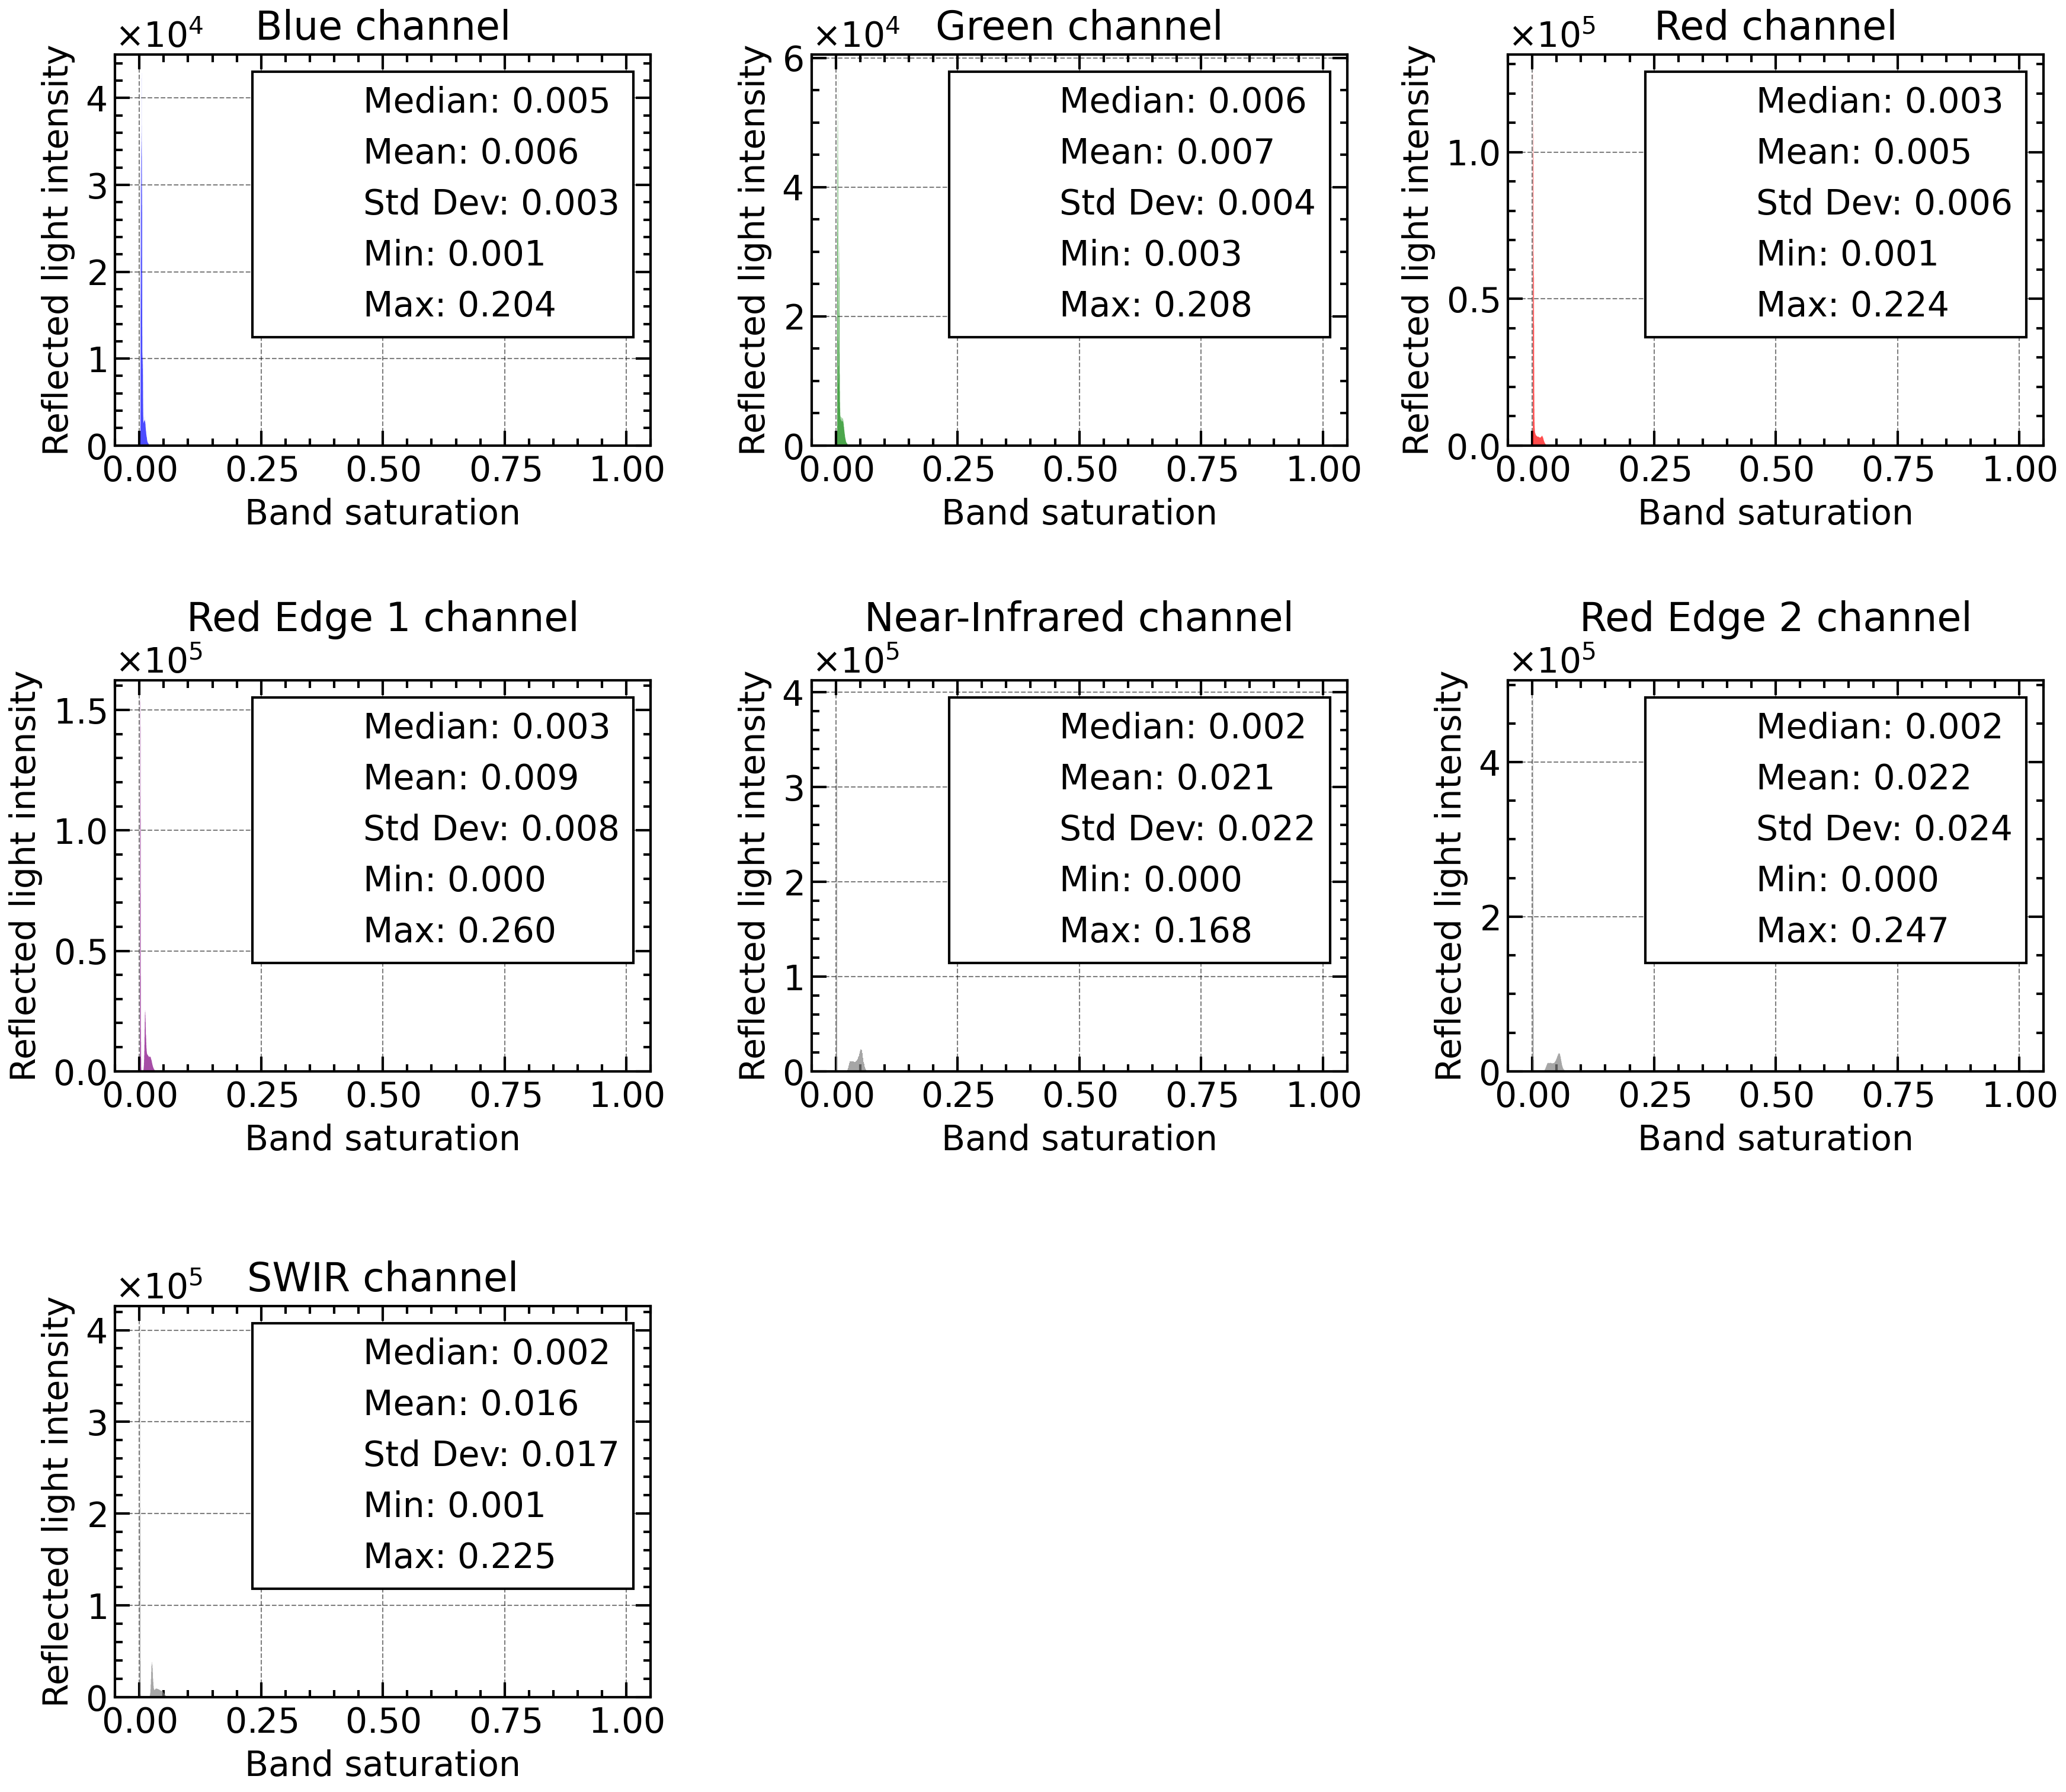 Blue channel
×10⁴
Reflected light intensity
4
3
2
1
0
Median: 0.005
Mean: 0.006
Std Dev: 0.003
Min: 0.001
Max: 0.204
0.00 0.25 0.50 0.75 1.00
Band saturation
Green channel
×10⁴
Reflected light intensity
6
4
2
0
Median: 0.006
Mean: 0.007
Std Dev: 0.004
Min: 0.003
Max: 0.208
0.00 0.25 0.50 0.75 1.00
Band saturation
Red channel
×10⁵
Reflected light intensity
1.0
0.5
0.0
Median: 0.003
Mean: 0.005
Std Dev: 0.006
Min: 0.001
Max: 0.224
0.00 0.25 0.50 0.75 1.00
Band saturation
Red Edge 1 channel
×10⁵
Reflected light intensity
1.5
1.0
0.5
0.0
Median: 0.003
Mean: 0.009
Std Dev: 0.008
Min: 0.000
Max: 0.260
0.00 0.25 0.50 0.75 1.00
Band saturation
Near-Infrared channel
×10⁵
Reflected light intensity
4
3
2
1
0
Median: 0.002
Mean: 0.021
Std Dev: 0.022
Min: 0.000
Max: 0.168
0.00 0.25 0.50 0.75 1.00
Band saturation
Red Edge 2 channel
×10⁵
Reflected light intensity
4
2
0
Median: 0.002
Mean: 0.022
Std Dev: 0.024
Min: 0.000
Max: 0.247
0.00 0.25 0.50 0.75 1.00
Band saturation
SWIR channel
×10⁵
Reflected light intensity
4
3
2
1
0
Median: 0.002
Mean: 0.016
Std Dev: 0.017
Min: 0.001
Max: 0.225
0.00 0.25 0.50 0.75 1.00
Band saturation